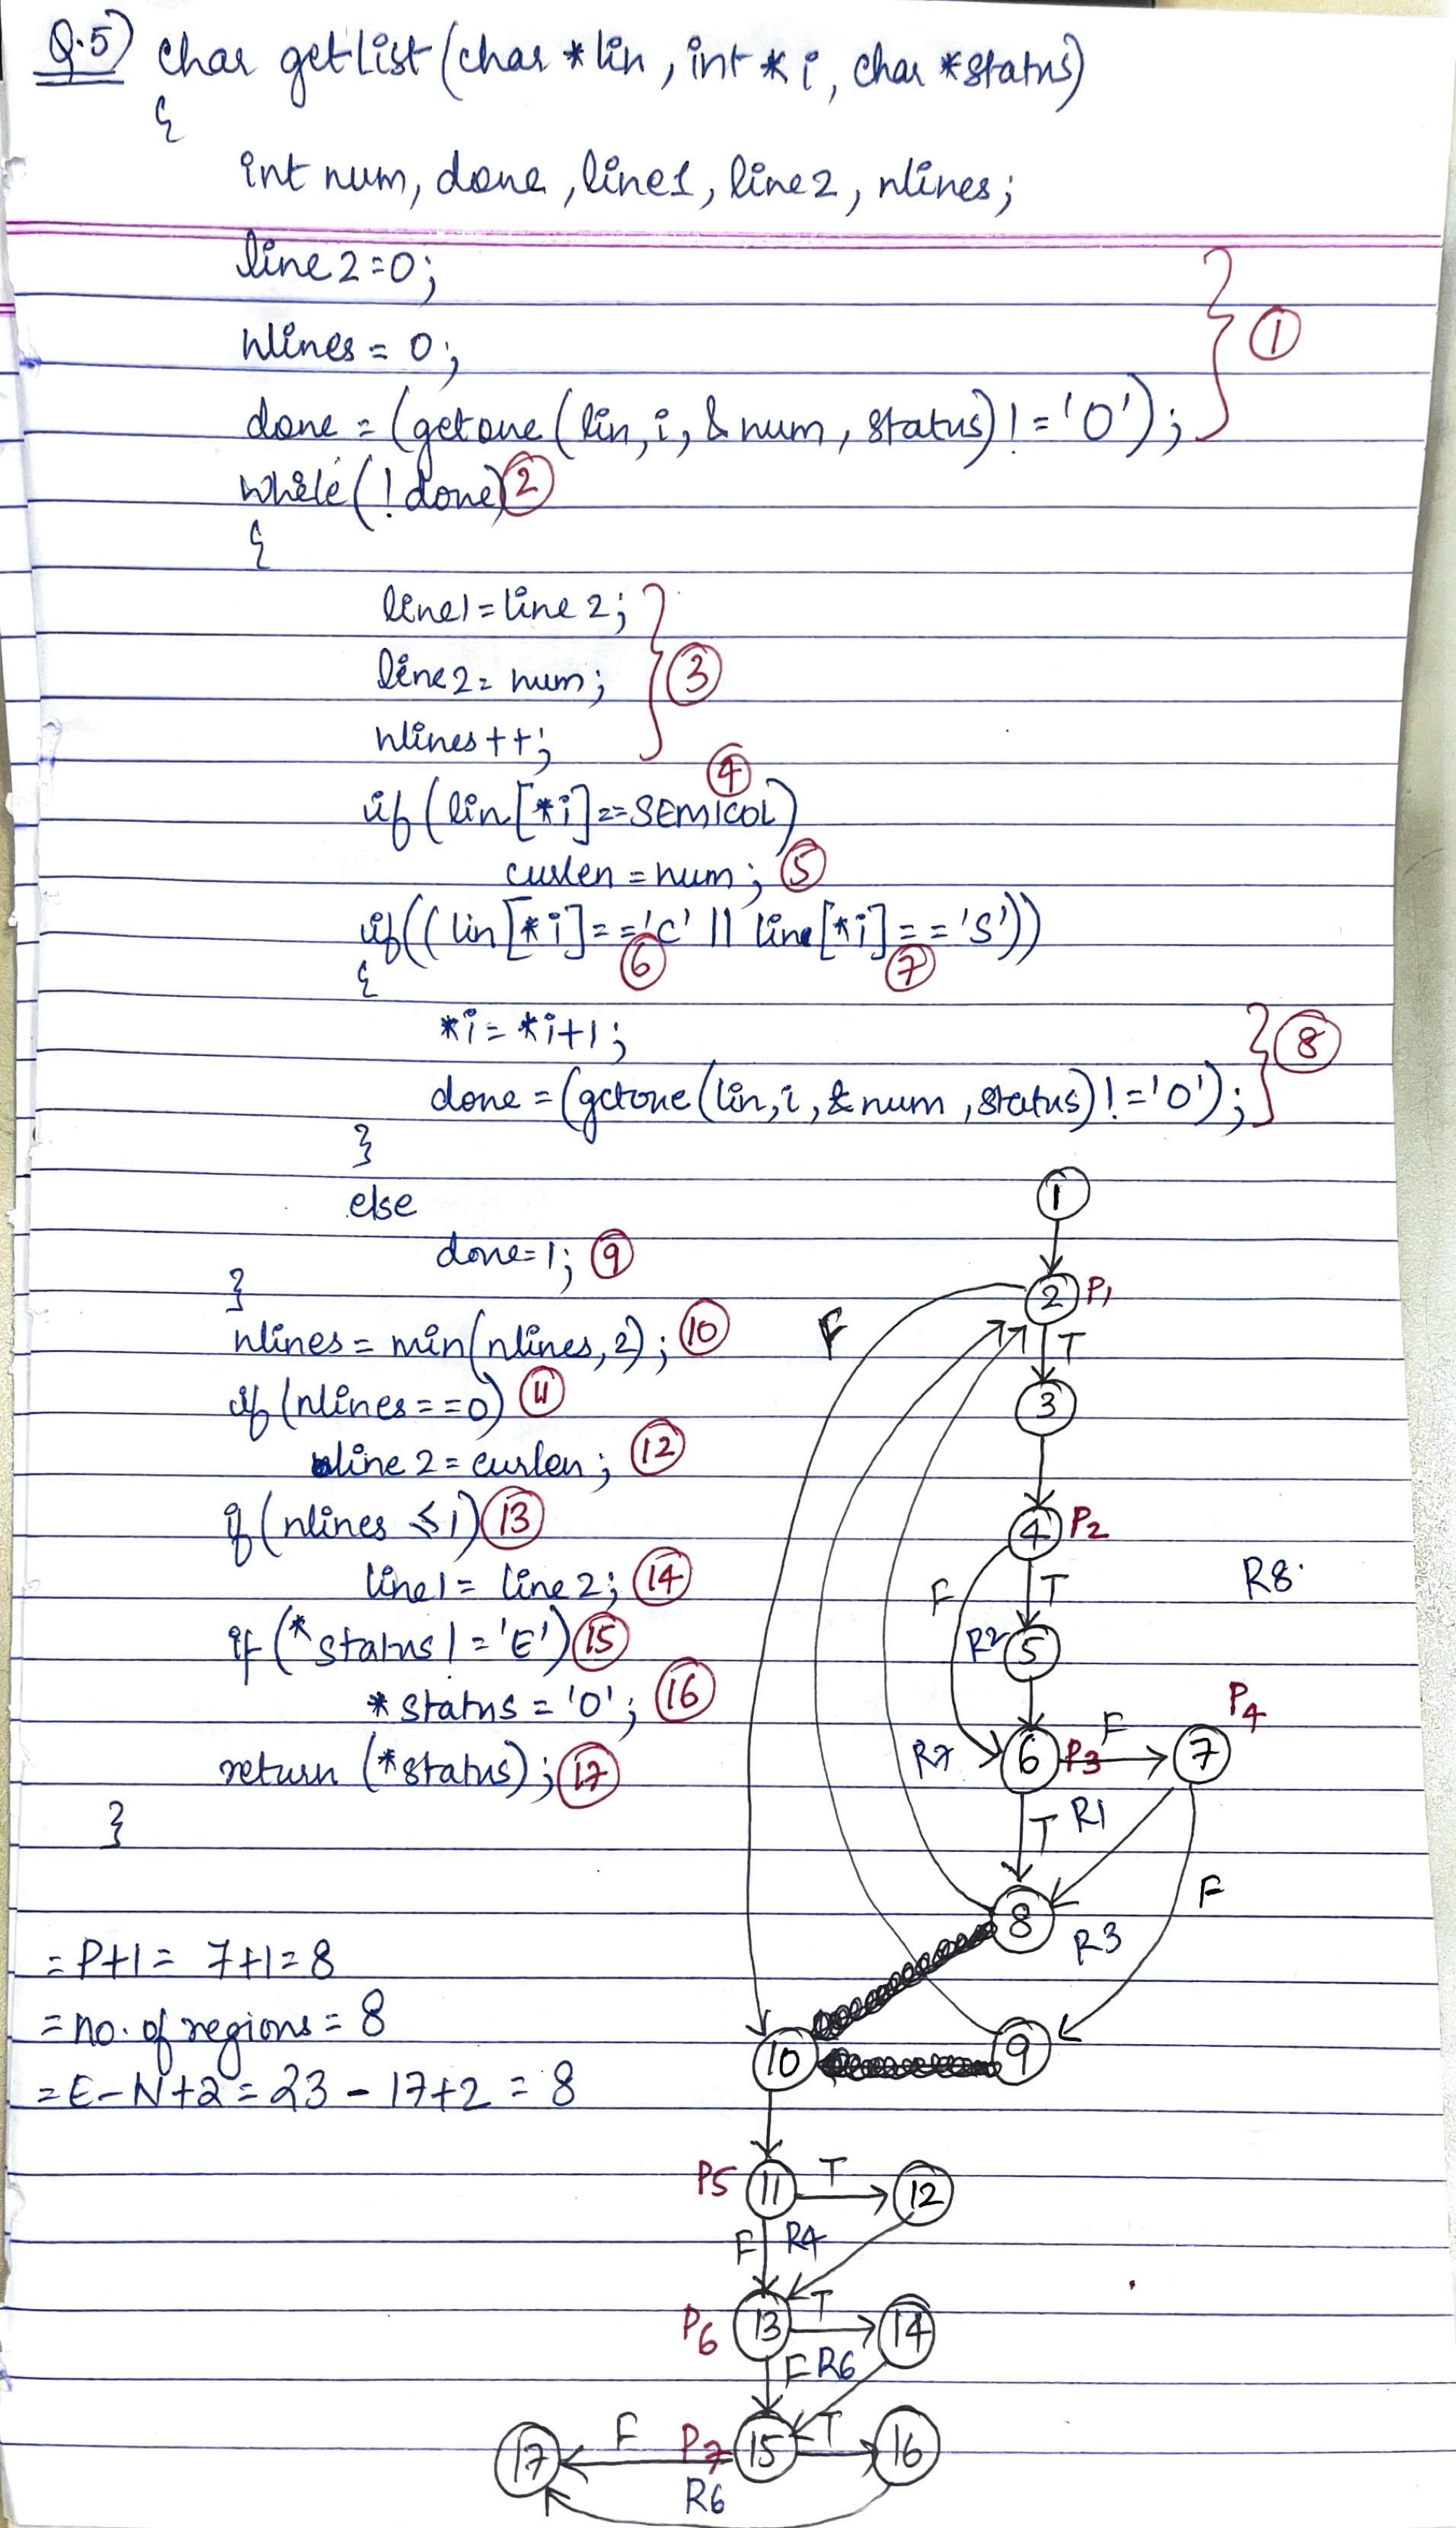 Q.5) char getlist(char *lin, int *i, char *status)
{
int num, done, line1, line2, nlines;
line2=0;
nlines = 0;
①
done = (getone(lin,i,&num,status)!='0');
while(!done) ②
{
line1=line2;
line2=num;
③
nlines++;
④
if(lin[*i]==SEMICOL)
curlen=num; ⑤
if((lin[*i]=='C' || line[*i]=='S'))
⑥ ⑦
{
*i=*i+1;
⑧
done=(getone(lin,i,&num,status)!='0');
}
else
done=1; ⑨
}
nlines=min(nlines,2); ⑩
if(nlines==0) ⑪
line2=curlen; ⑫
if(nlines≤1) ⑬
line1=line2; ⑭
if(*status!='E') ⑮
*status='0'; ⑯
return(*status); ⑰
}
= P+1= 7+1=8
= no. of regions = 8
= E-N+2=23-17+2=8
1
2 P1
F
T
3
4 P2
R8
F T
R2 5
P4
R7 6 P3 F 7
T R1
F
8
R3
10 9
P5 11 T 12
F R4
P6 13 T 14
F R6
17 F P7 15 T 16
R6